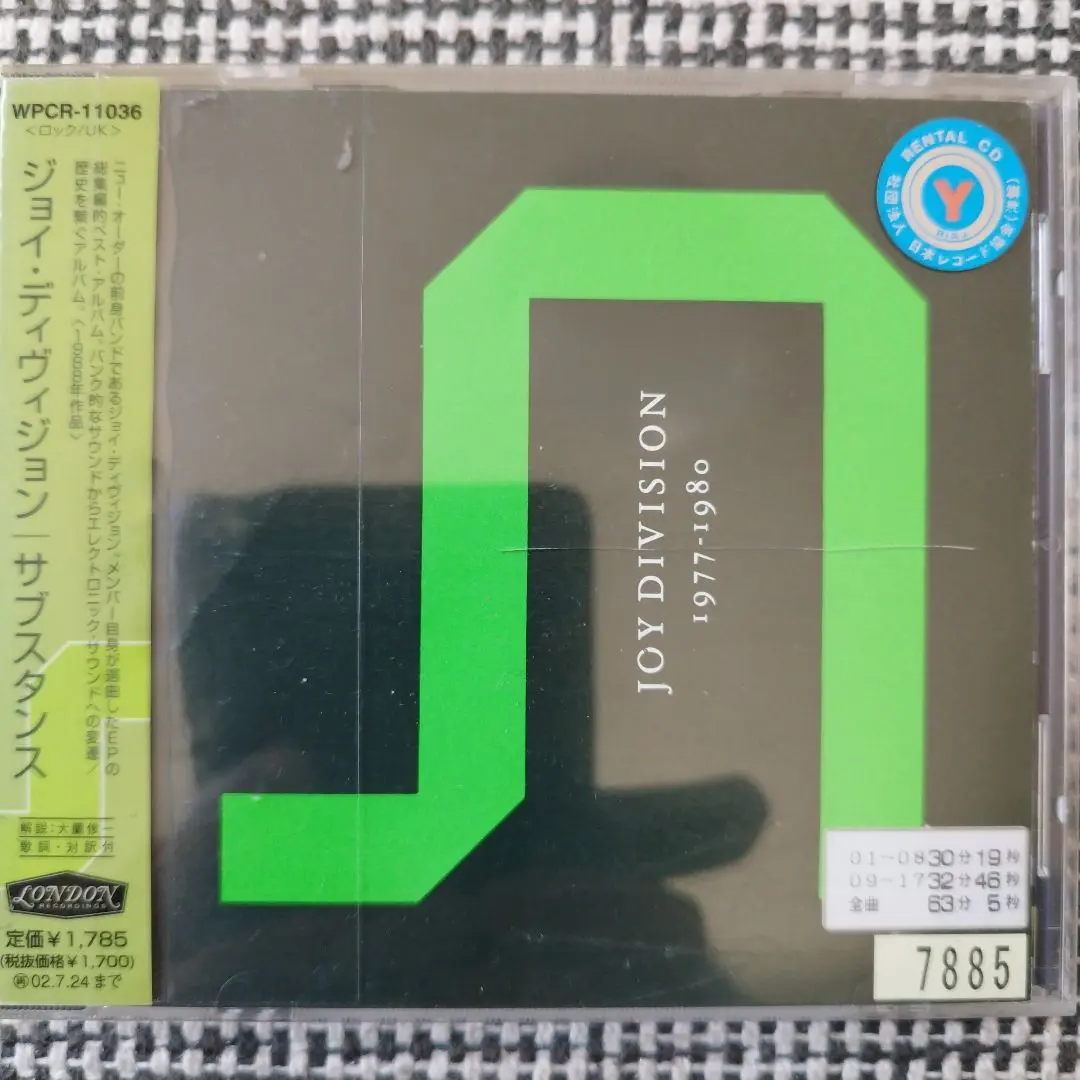 WPCR-11036
<ロック/UK>
ジョイ・ディヴィジョン|サブスタンス
ニュー・オーダーの前身バンドであるジョイ・ディヴィジョン。メンバー自身が選曲したEPの
総集編的ベスト・アルバム。パンク的なサウンドからエレクトロニック・サウンドへの変遷/
歴史を繋ぐアルバム。〈1988年作品〉
歌詞・対訳付
LONDON
RECORDINGS
定価¥1,785
(税抜価格¥1,700)
02.7.24まで
JOY DIVISION
1977-1980
RENTAL CD
Y
RIAJ
社団法人 日本レコード協会
01-08 30分19秒
09-17 32分46秒
全曲 63分 5秒
7885